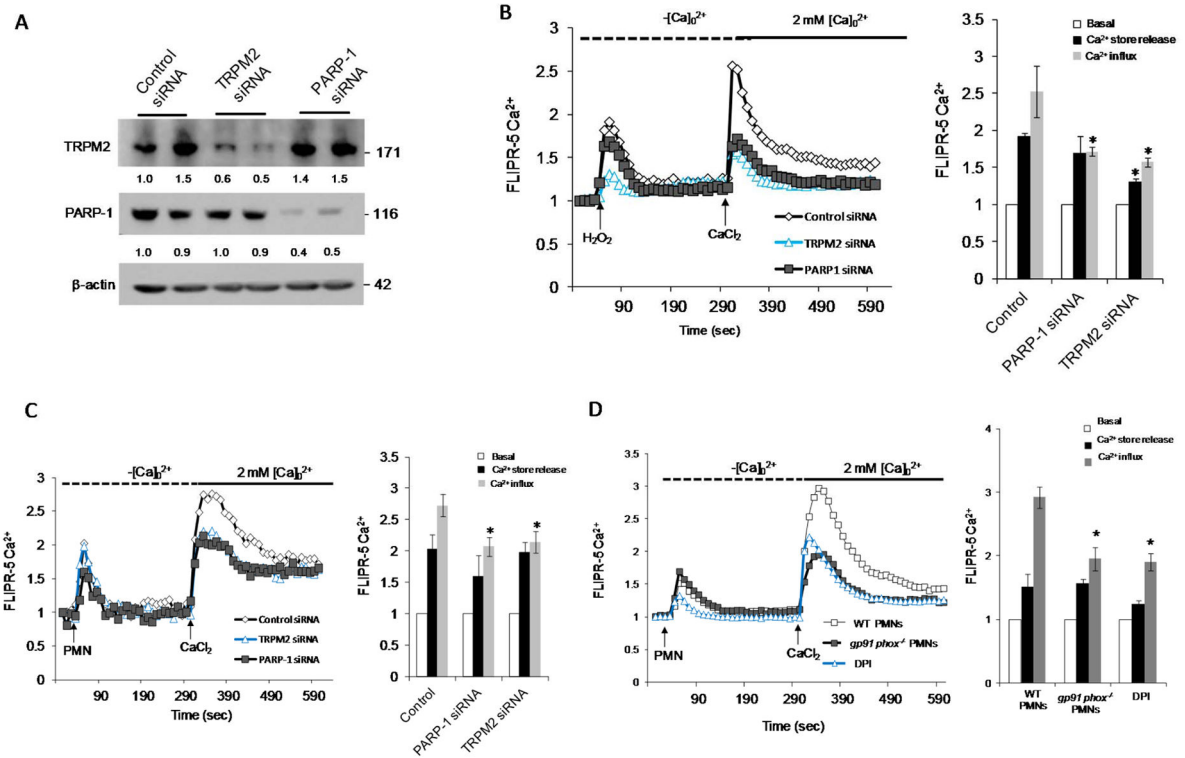 A
Control siRNA
TRPM2 siRNA
PARP-1 siRNA
TRPM2
171
1.0 1.5 0.6 0.5 1.4 1.5
PARP-1
116
1.0 0.9 1.0 0.9 0.4 0.5
β-actin
42
B
-[Ca]₀²⁺
2 mM [Ca]₀²⁺
FLIPR-5 Ca²⁺
3
2.5
2
1.5
1
0.5
0
H₂O₂
CaCl₂
Control siRNA
TRPM2 siRNA
PARP1 siRNA
90 190 290 390 490 590
Time (sec)
Basal
Ca²⁺ store release
Ca²⁺ influx
FLIPR-5 Ca²⁺
3.5
3
2.5
2
1.5
1
0.5
0
*
* *
Control
PARP-1 siRNA
TRPM2 siRNA
C
-[Ca]₀²⁺
2 mM [Ca]₀²⁺
FLIPR-5 Ca²⁺
3
2.5
2
1.5
1
0.5
0
PMN
CaCl₂
Control siRNA
TRPM2 siRNA
PARP-1 siRNA
90 190 290 390 490 590
Time (sec)
Basal
Ca²⁺ store release
Ca²⁺ influx
FLIPR-5 Ca²⁺
3.5
3
2.5
2
1.5
1
0.5
0
* *
Control
PARP-1 siRNA
TRPM2 siRNA
D
-[Ca]₀²⁺
2 mM [Ca]₀²⁺
FLIPR-5 Ca²⁺
3.5
3
2.5
2
1.5
1
0.5
0
PMN
CaCl₂
WT PMNs
gp91 phox⁻/⁻ PMNs
DPI
90 190 290 390 490 590
Time (sec)
Basal
Ca²⁺ store release
Ca²⁺ influx
FLIPR-5 Ca²⁺
4
3
2
1
0
* *
WT PMNs
gp91 phox⁻/⁻ PMNs
DPI